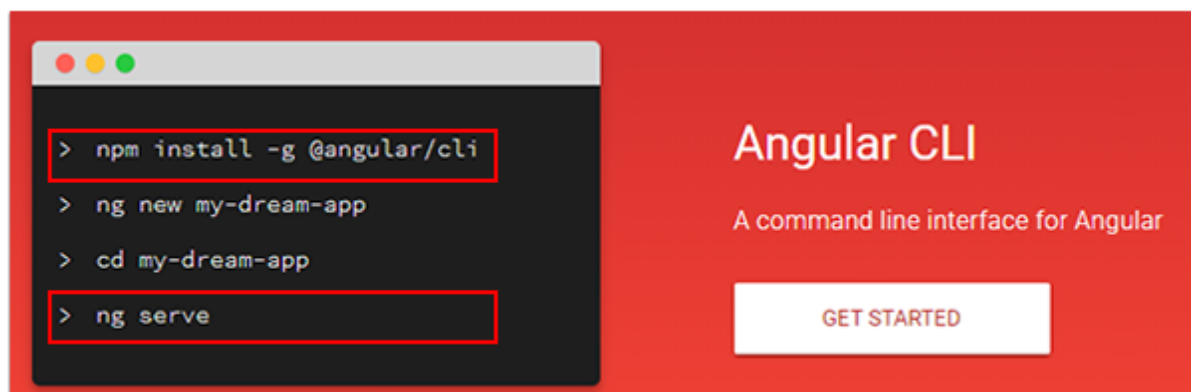 > npm install -g @angular/cli
> ng new my-dream-app
> cd my-dream-app
> ng serve
Angular CLI
A command line interface for Angular
GET STARTED